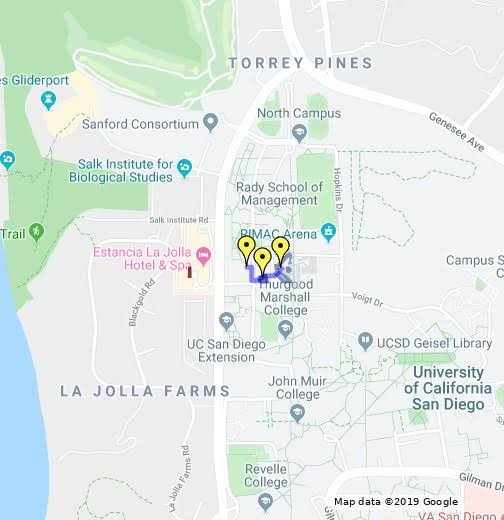 TORREY PINES
es Gliderport
North Campus
Genesee Ave
Sanford Consortium
Salk Institute for
Biological Studies
Rady School of
Management
Hopkins Dr
Salk Institute Rd
Trail
RIMAC Arena
Estancia La Jolla
Hotel & Spa
Campus S
Cen
Blackgold Rd
Thurgood
Marshall
College
Voigt Dr
UC San Diego
Extension
UCSD Geisel Library
University
of California
San Diego
John Muir
College
LA JOLLA FARMS
La Jolla Farms Rd
Revelle
College
Gilman Dr
Map data ©2019 Google
VA San Diego